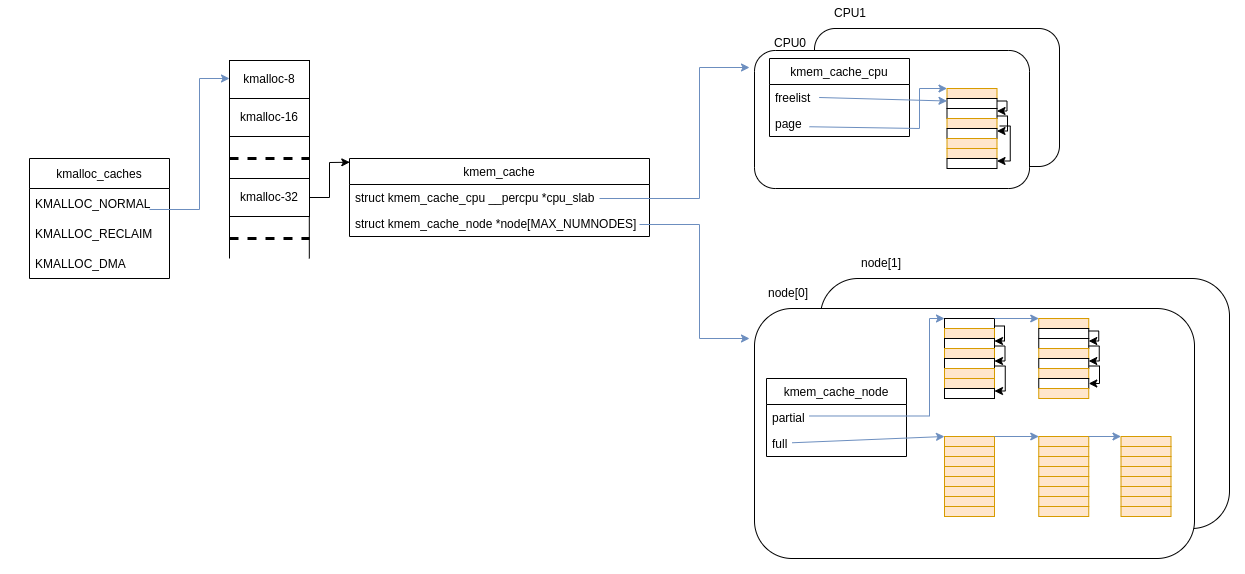 CPU1
CPU0
kmem_cache_cpu
freelist
page
kmalloc-8
kmalloc-16
kmalloc-32
kmalloc_caches
KMALLOC_NORMAL
KMALLOC_RECLAIM
KMALLOC_DMA
kmem_cache
struct kmem_cache_cpu __percpu *cpu_slab
struct kmem_cache_node *node[MAX_NUMNODES]
node[1]
node[0]
kmem_cache_node
partial
full